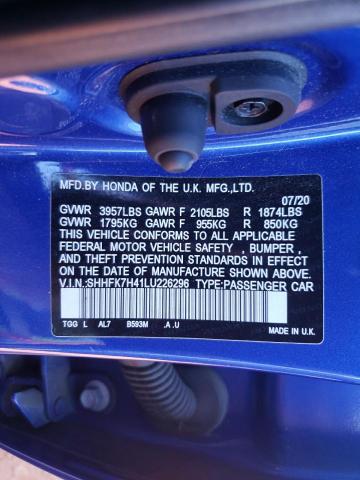 MFD.BY HONDA OF THE U.K. MFG.,LTD.
07/20
GVWR 3957LBS GAWR F 2105LBS R 1874LBS
GVWR 1795KG GAWR F 955KG R 850KG
THIS VEHICLE CONFORMS TO ALL APPLICABLE
FEDERAL MOTOR VEHICLE SAFETY , BUMPER ,
AND THEFT PREVENTION STANDARDS IN
EFFECT ON THE DATE OF MANUFACTURE
SHOWN ABOVE.
V.I.N.:SHHFK7H41LU226296 TYPE:PASSENGER CAR
TGG L AL7 B593M ,A ,U
MADE IN U.K.